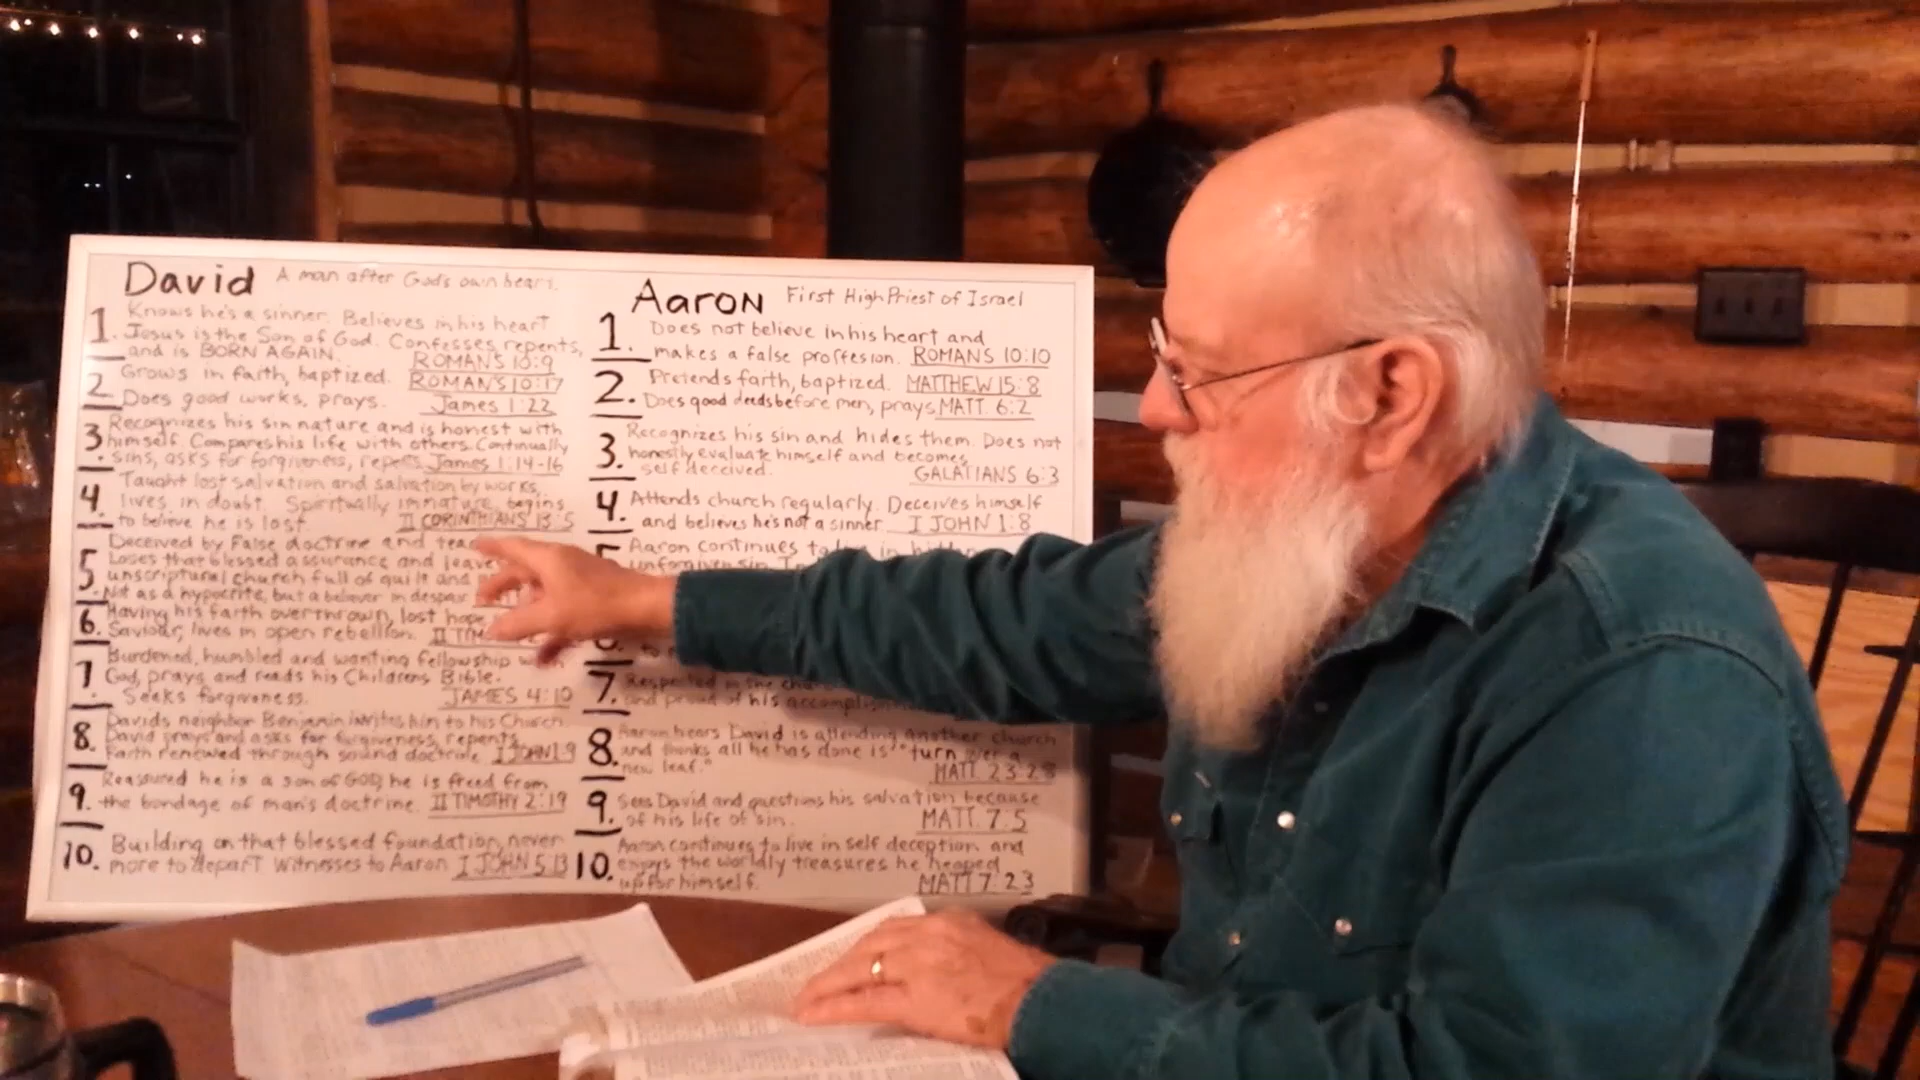 David A man after God's own heart.
1. Knows he's a sinner. Believes in his heart
Jesus is the Son of God. Confesses, repents,
and is BORN AGAIN. ROMANS 10:9
2 Grows in faith, baptized. ROMANS 10:17
Does good works, prays. James 1:22
3. Recognizes his sin nature and is honest with
himself. Compares his life with others. Continually
sins, asks for forgiveness, repents James 1:14-16
4. Taught lost salvation and salvation by works,
lives in doubt. Spiritually immature, begins
to believe he is lost II CORINTHIANS 13:5
5. Deceived by False doctrine and
Loses that blessed assurance and leaves
unscriptural church full of guilt and
Not as a hypocrite, but a believer in despair
6. Having his faith overthrown, lost hope
Saviour, lives in open rebellion. II TIM
7. Burdened, humbled and wanting fellowship with
God, prays and reads his Childrens Bible.
Seeks forgiveness. JAMES 4:10
8. Davids neighbor Benjamin invites him to his Church.
David prays and asks for forgiveness, repents
Faith renewed through sound doctrine I JOHN 1:9
9. Reassured he is a son of GOD, he is freed from
the bondage of man's doctrine. II TIMOTHY 2:19
10. Building on that blessed foundation, never
more to depart Witnesses to Aaron I JOHN 5:13
Aaron First High Priest of Israel
1. Does not believe in his heart and
makes a false proffesion. ROMANS 10:10
2. Pretends faith, baptized. MATTHEW 15:8
Does good deeds before men, prays MATT. 6:2
3. Recognizes his sin and hides them. Does not
honestly evaluate himself and becomes
self deceived. GALATIANS 6:3
4. Attends church regularly. Deceives himself
and believes he's not a sinner I JOHN 1:8
Aaron continues to in
7. Respected in the
and proud of his
8. Aaron hears David is attending another church
and thinks all he has done is "turn over a
new leaf." MATT 23:28
9. Sees David and questions his salvation because
of his life of sin. MATT. 7:5
10. Aaron continues to live in self deception and
enjoys the worldly treasures he heaped
up for himself. MATT 7:23